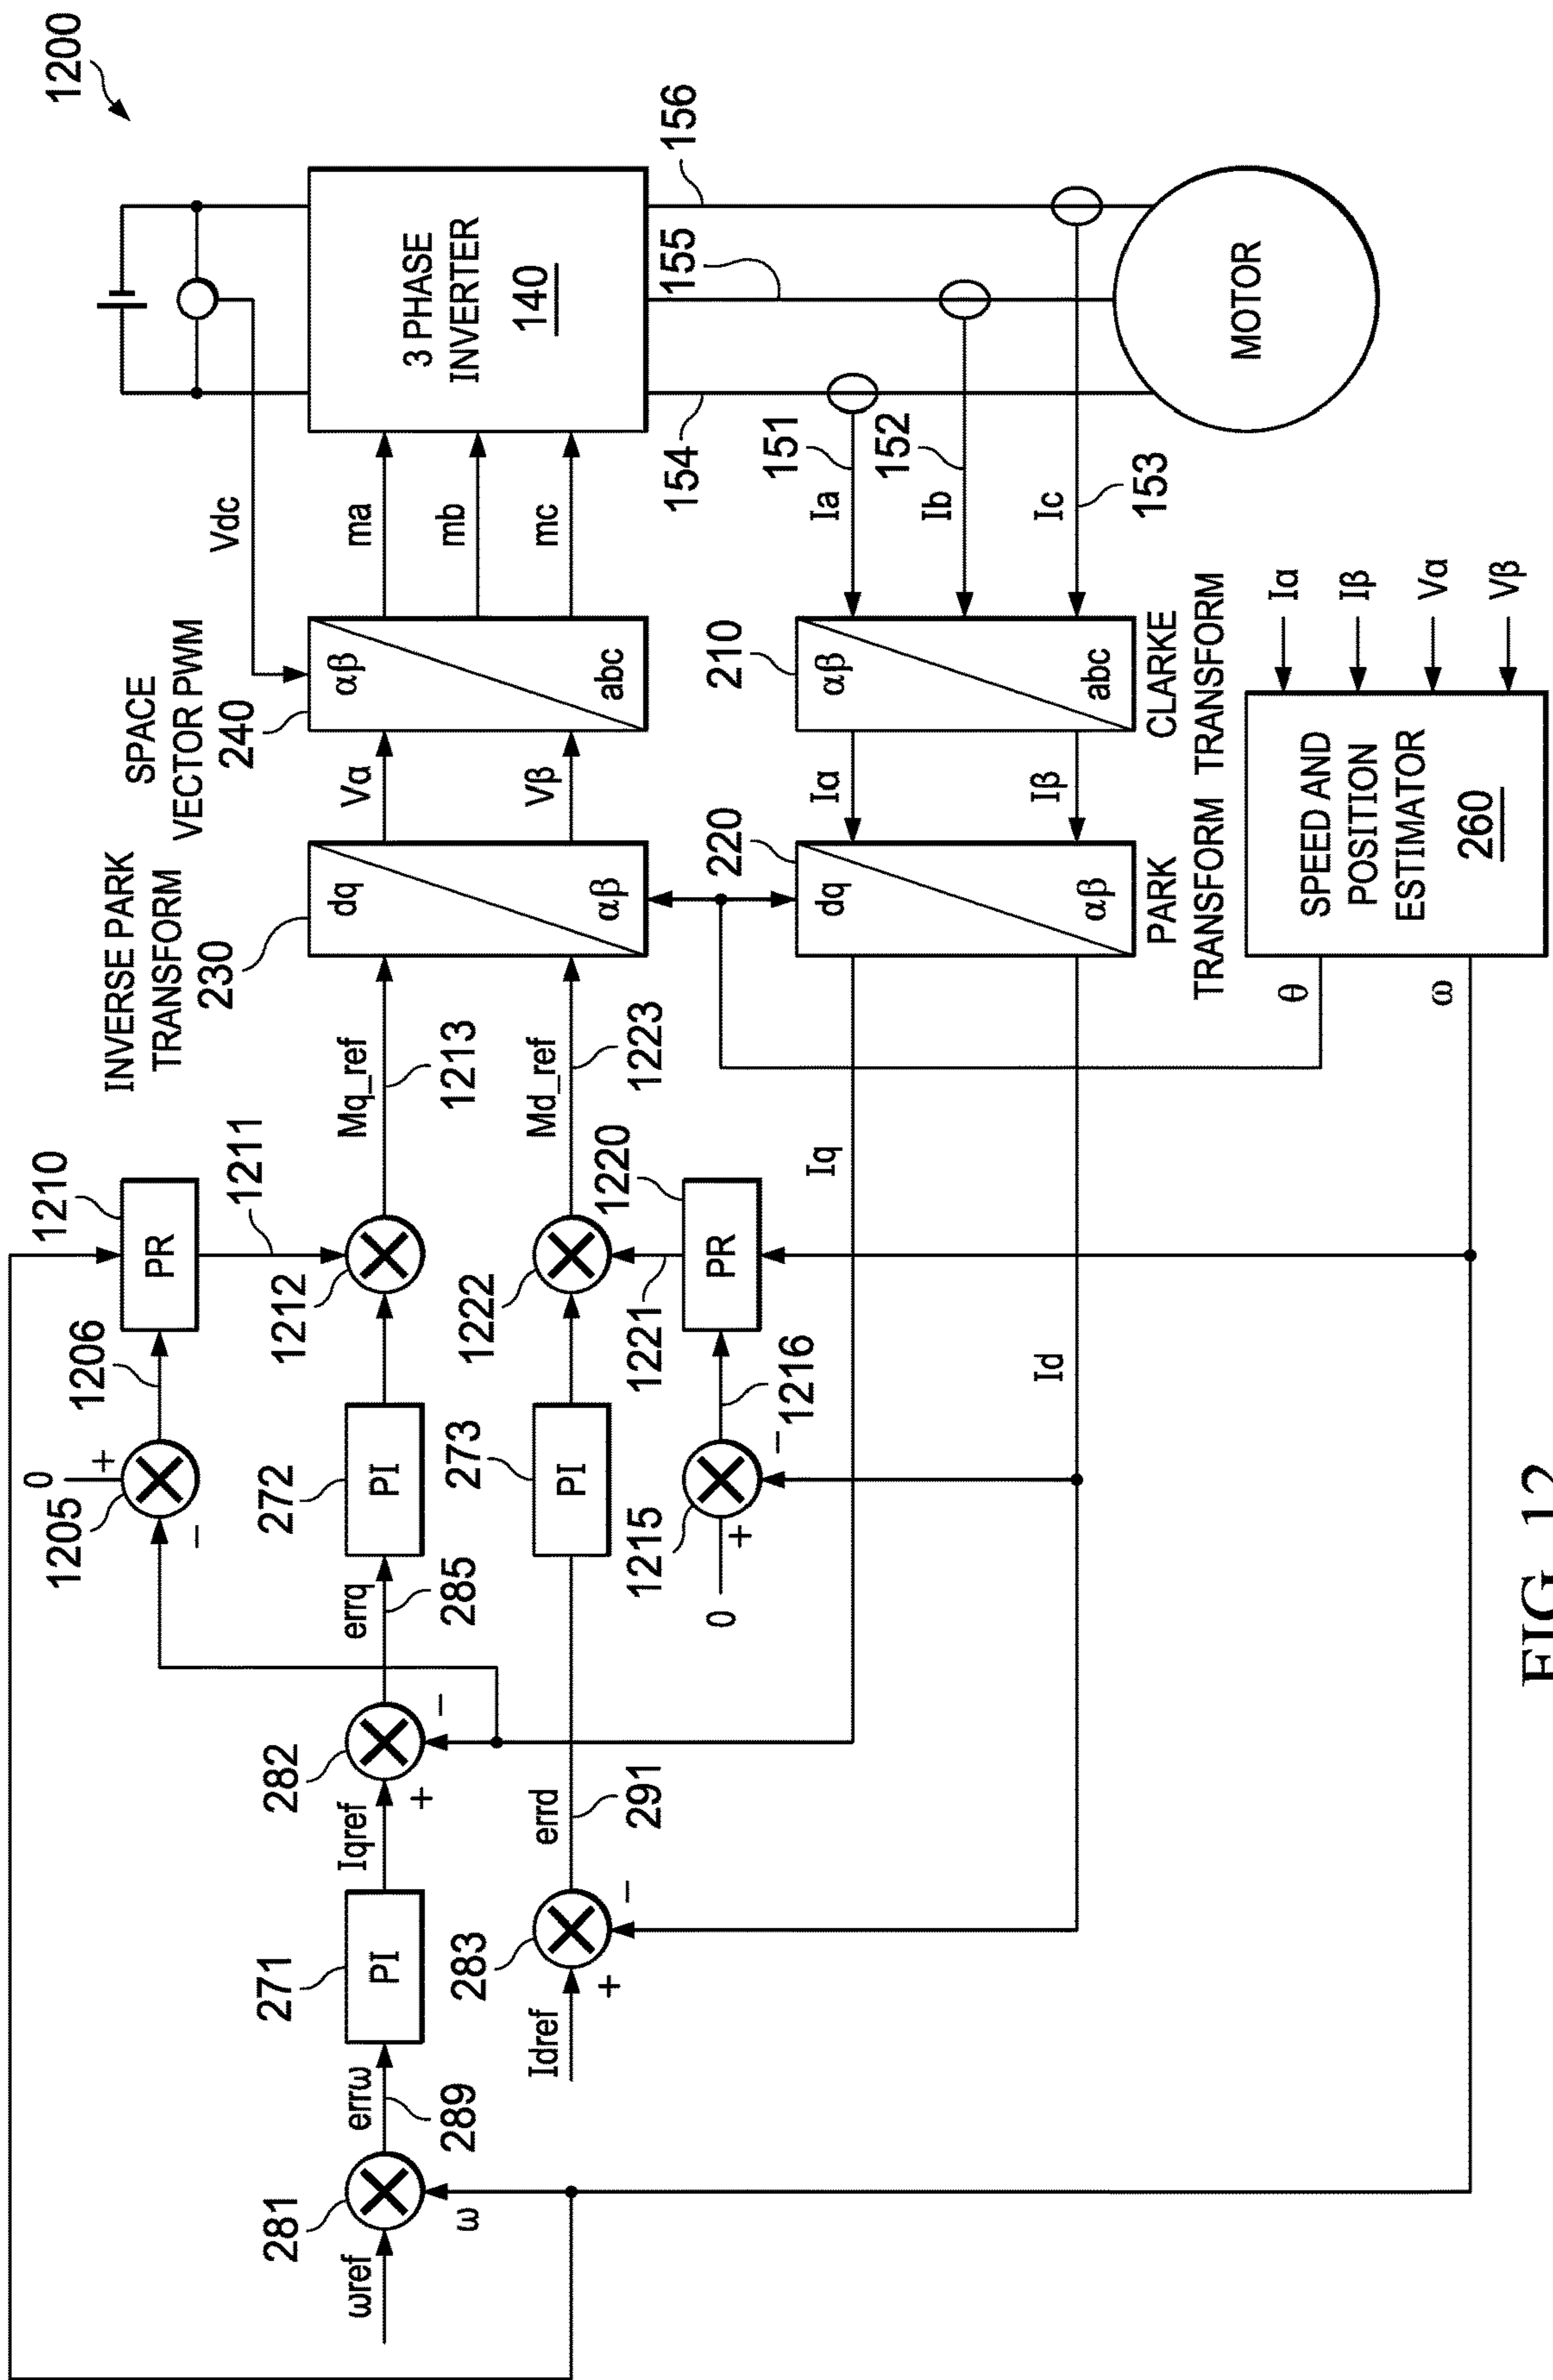 1200
Vdc
SPACE
VECTOR PWM
240
αβ
abc
ma
mb
mc
3 PHASE
INVERTER
140
154
155
156
INVERSE PARK
TRANSFORM
230
dq
αβ
Vα
Vβ
1210
PR
1211
1206
0
+
1205
−
1212
Mq_ref
1213
Md_ref
1223
1222
1220
PR
1221
1216
1215
−
+
0
272
PI
273
PI
errq
285
282
−
+
Iqref
271
PI
errω
289
281
ωref
ω
errd
291
283
−
+
Idref
Iq
Id
220
dq
αβ
PARK
TRANSFORM
Iα
Iβ
210
αβ
abc
CLARKE
TRANSFORM
151
Ia
152
Ib
Ic
153
MOTOR
SPEED AND
POSITION
ESTIMATOR
260
Iα
Iβ
Vα
Vβ
θ
ω
FIG. 12